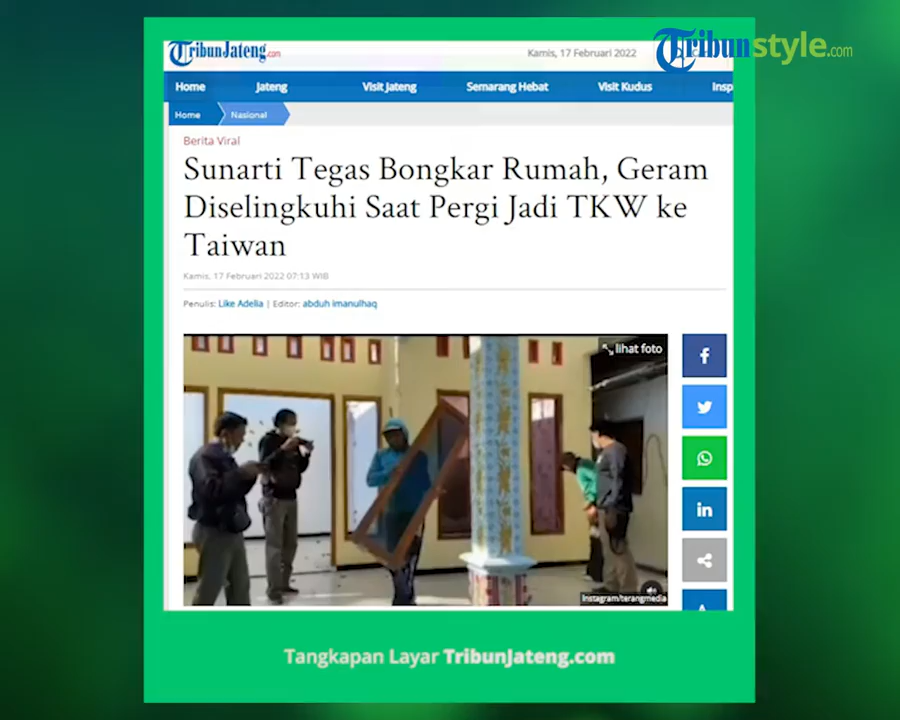 TribunJateng.com
Kamis, 17 Februari 2022
Tribunstyle.com
Home Jateng Visit Jateng Semarang Hebat Visit Kudus Insp
Home Nasional
Berita Viral
Sunarti Tegas Bongkar Rumah, Geram
Diselingkuhi Saat Pergi Jadi TKW ke
Taiwan
Kamis, 17 Februari 2022 07:13 WIB
Penulis: Like Adelia | Editor: abduh imanulhaq
lihat foto
f
in
Instagram/terangmedia
Tangkapan Layar TribunJateng.com